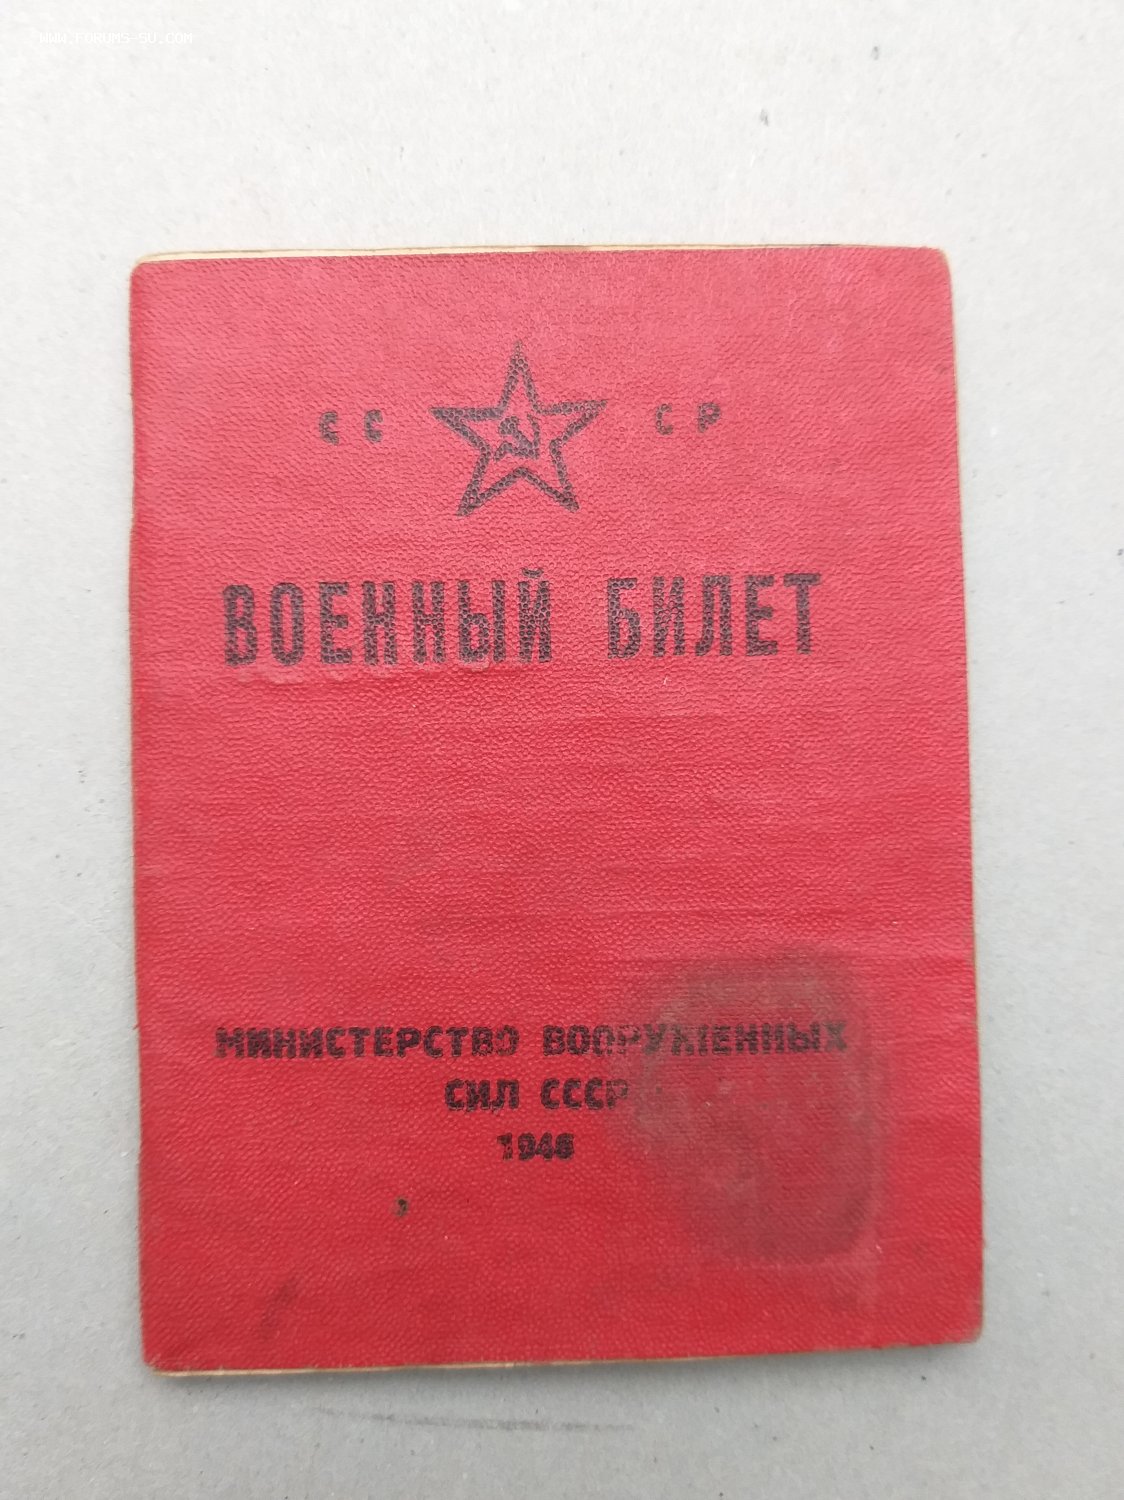 WWW.FORUMS-SU.COM
СС СР
ВОЕННЫЙ БИЛЕТ
МИНИСТЕРСТВО ВООРУЖЕННЫХ
СИЛ СССР
1946